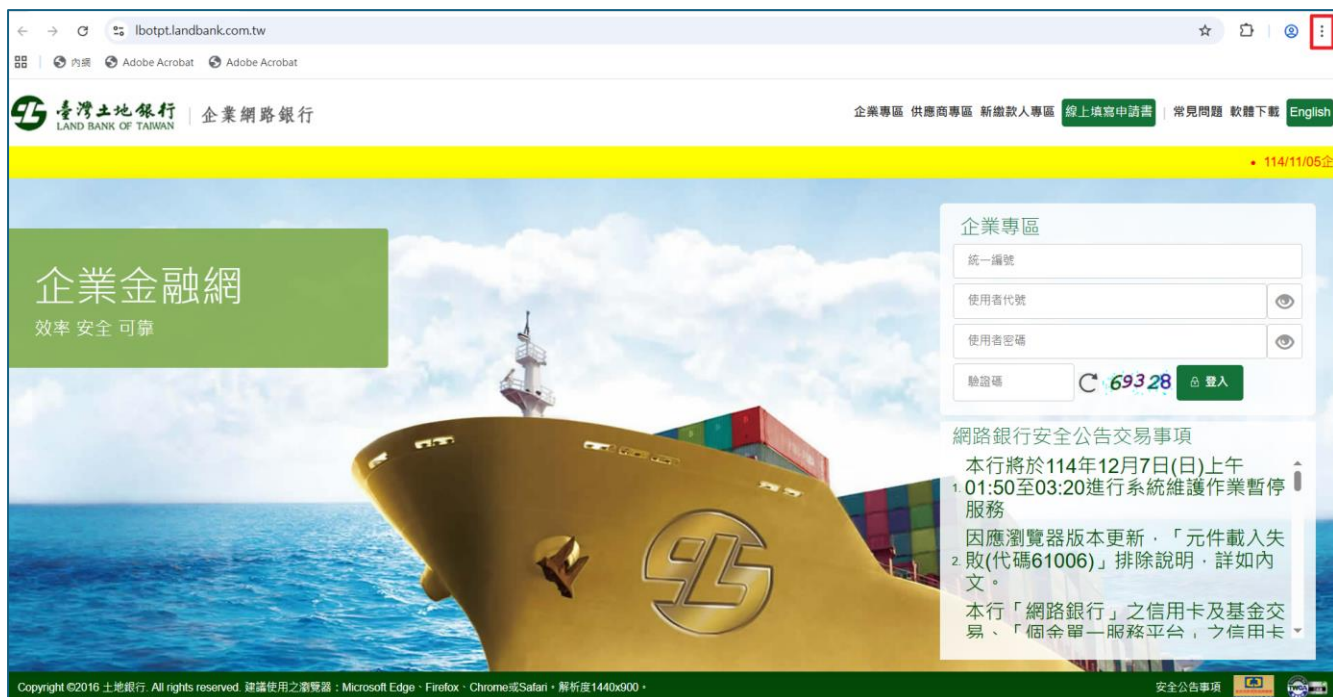 lbotpt.landbank.com.tw
內網 Adobe Acrobat Adobe Acrobat
臺灣土地銀行 企業網路銀行
LAND BANK OF TAIWAN
企業專區 供應商專區 新繳款人專區 線上填寫申請書 常見問題 軟體下載 English
• 114/11/05企
企業金融網
效率 安全 可靠
企業專區
統一編號
使用者代號
使用者密碼
驗證碼 69328 登入
網路銀行安全公告交易事項
本行將於114年12月7日(日)上午
1. 01:50至03:20進行系統維護作業暫停
服務
因應瀏覽器版本更新,「元件載入失
2. 敗(代碼61006)」排除說明,詳如內
文。
本行「網路銀行」之信用卡及基金交
易、「個金單一服務平台」之信用卡
Copyright ©2016 土地銀行. All rights reserved. 建議使用之瀏覽器:Microsoft Edge、Firefox、Chrome或Safari,解析度1440x900。
安全公告事項